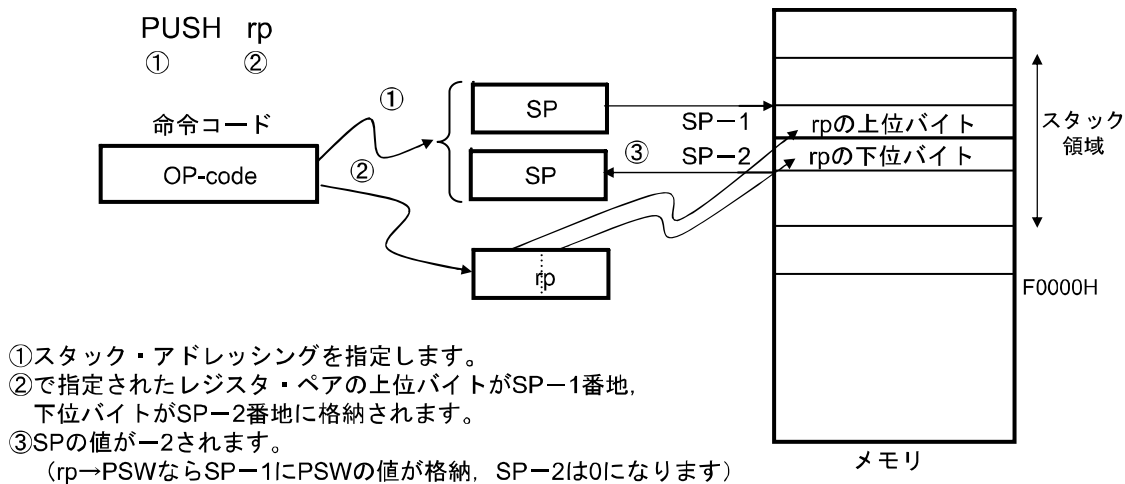 PUSH rp
① ②
命令コード
OP-code
①
②
SP
SP
③
rp
SP－1
SP－2
rpの上位バイト
rpの下位バイト
スタック
領域
F0000H
メモリ
①スタック・アドレッシングを指定します。
②で指定されたレジスタ・ペアの上位バイトがSP－1番地,
下位バイトがSP－2番地に格納されます。
③SPの値が－2されます。
（rp→PSWならSP－1にPSWの値が格納, SP－2は0になります）